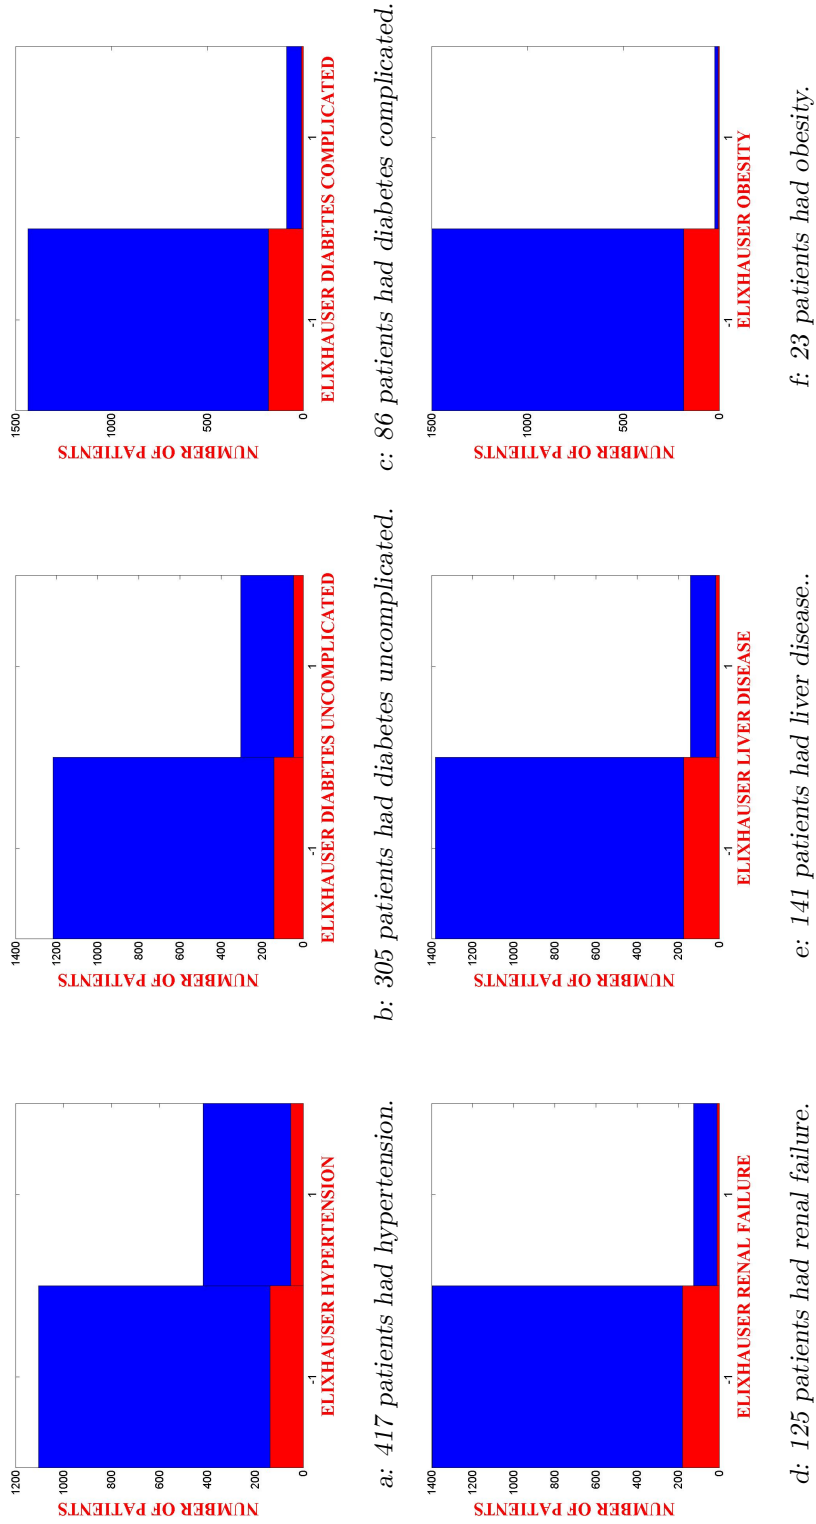 1200
1000
800
600
400
200
0
NUMBER OF PATIENTS
-1
1
ELIXHAUSER HYPERTENSION
a: 417 patients had hypertension.
1400
1200
1000
800
600
400
200
0
NUMBER OF PATIENTS
-1
1
ELIXHAUSER DIABETES UNCOMPLICATED
b: 305 patients had diabetes uncomplicated.
1500
1000
500
0
NUMBER OF PATIENTS
-1
1
ELIXHAUSER DIABETES COMPLICATED
c: 86 patients had diabetes complicated.
1400
1200
1000
800
600
400
200
0
NUMBER OF PATIENTS
-1
1
ELIXHAUSER RENAL FAILURE
d: 125 patients had renal failure.
1400
1200
1000
800
600
400
200
0
NUMBER OF PATIENTS
-1
1
ELIXHAUSER LIVER DISEASE
e: 141 patients had liver disease..
1500
1000
500
0
NUMBER OF PATIENTS
-1
1
ELIXHAUSER OBESITY
f: 23 patients had obesity.